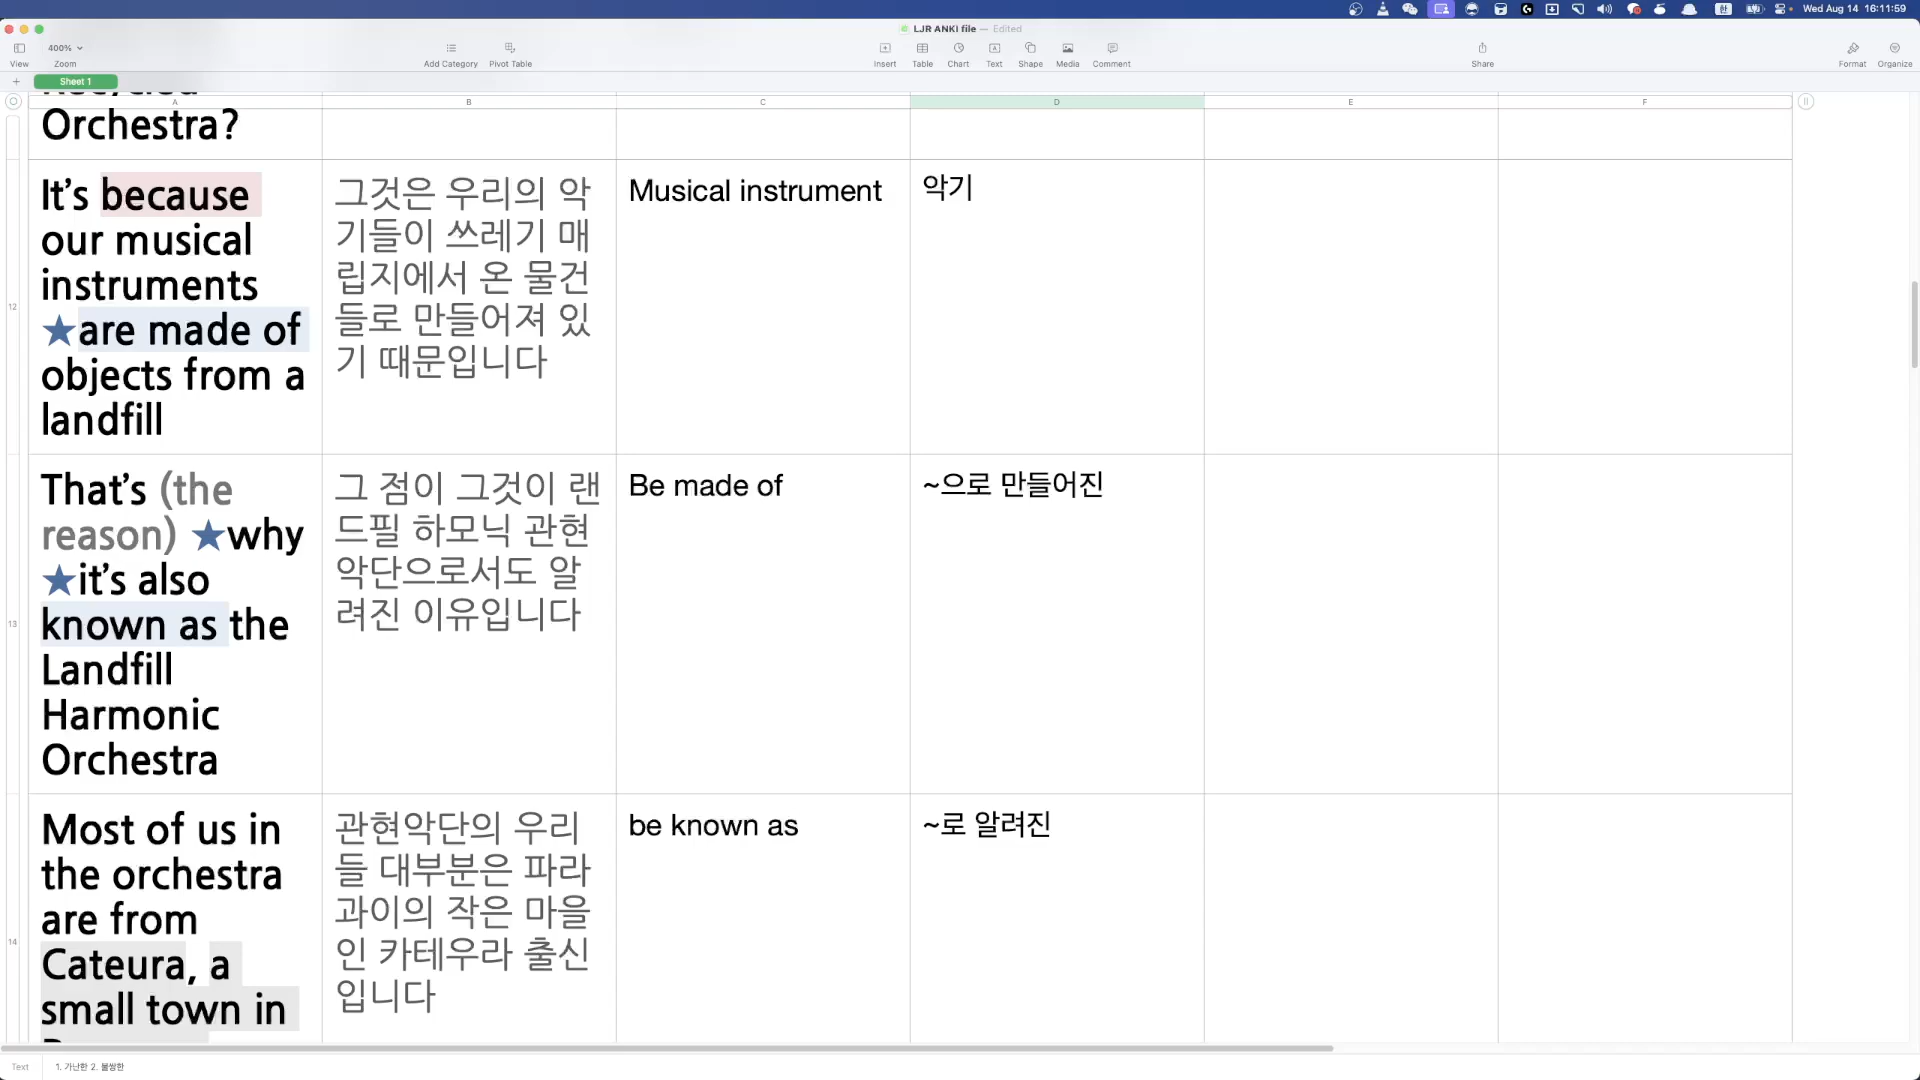 Wed Aug 14 16:11:59
LJR ANKI file — Edited
400%
View
Zoom
Add Category
Pivot Table
Insert
Table
Chart
Text
Shape
Media
Comment
Share
Format
Organize
Sheet 1
A
B
C
D
E
F
Orchestra?
12
It's because
our musical
instruments
★are made of
objects from a
landfill
그것은 우리의 악
기들이 쓰레기 매
립지에서 온 물건
들로 만들어져 있
기 때문입니다
Musical instrument
악기
13
That's (the
reason) ★why
★it's also
known as the
Landfill
Harmonic
Orchestra
그 점이 그것이 랜
드필 하모닉 관현
악단으로서도 알
려진 이유입니다
Be made of
~으로 만들어진
14
Most of us in
the orchestra
are from
Cateura, a
small town in
관현악단의 우리
들 대부분은 파라
과이의 작은 마을
인 카테우라 출신
입니다
be known as
~로 알려진
Text
1. 가난한 2. 불쌍한